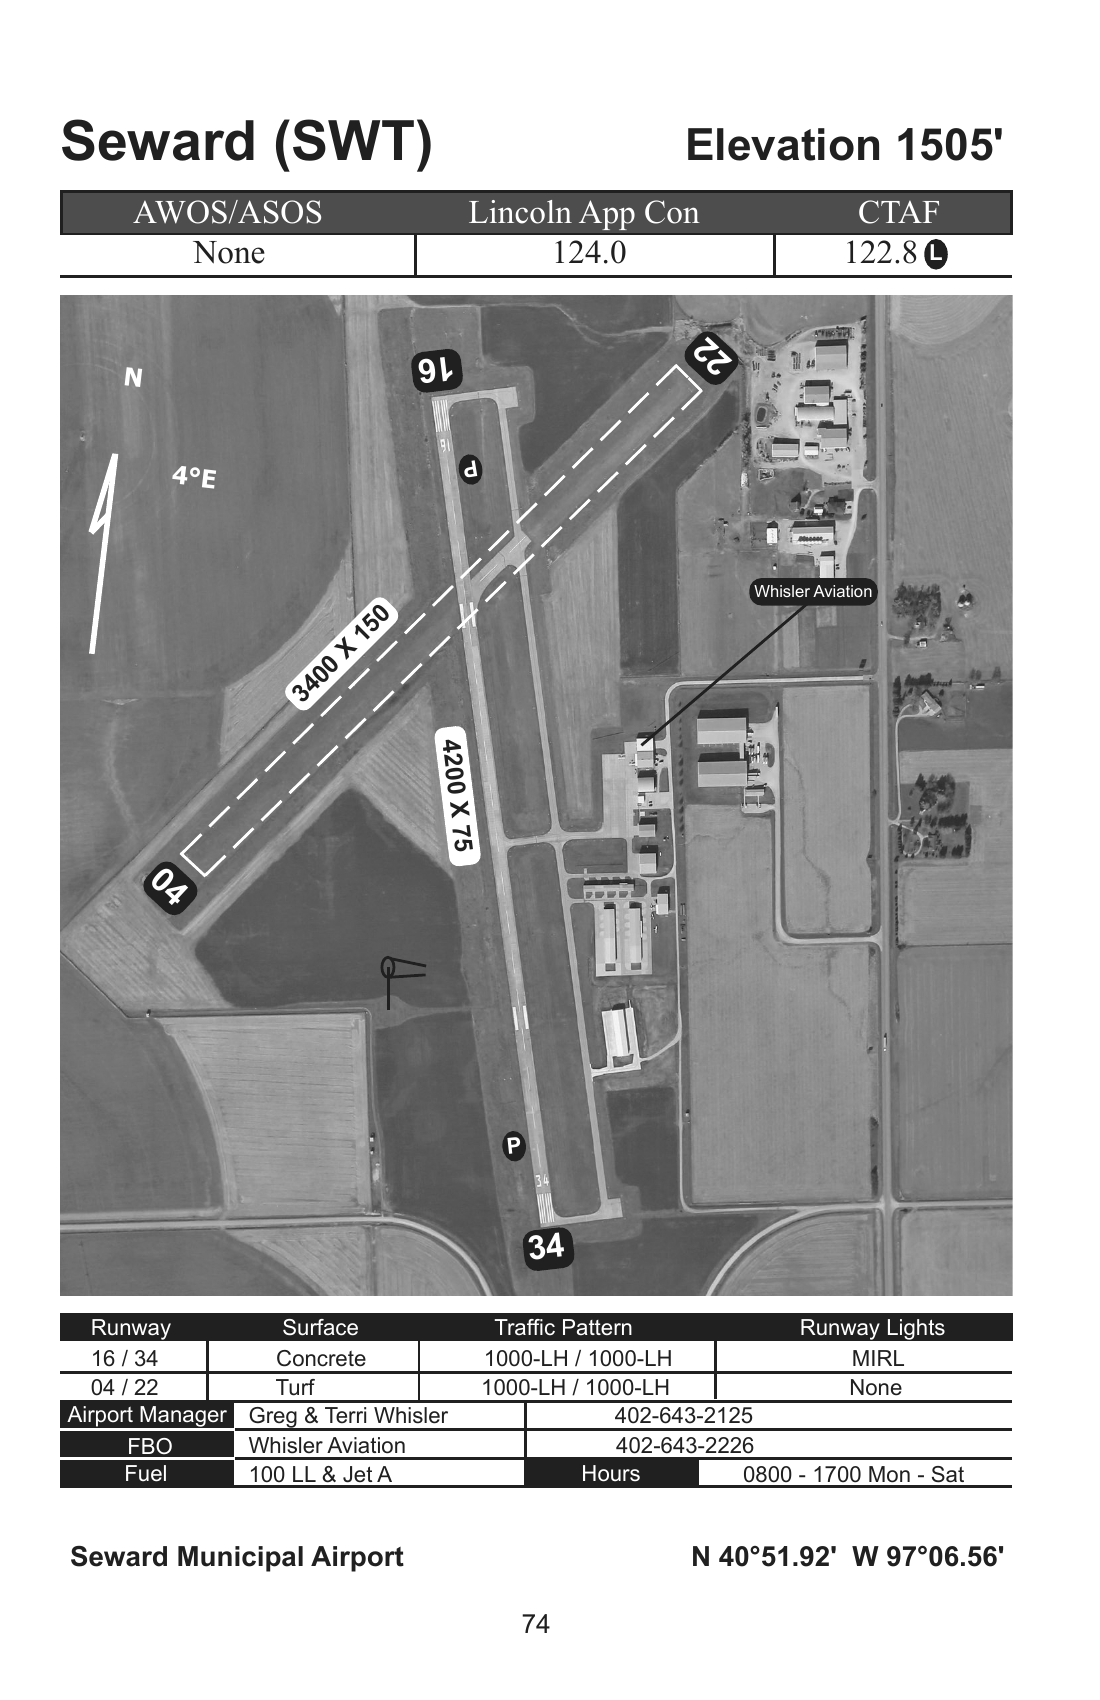 Seward (SWT) Elevation 1505'
AWOS/ASOS Lincoln App Con CTAF
None 124.0 122.8 L
22
16
N
16
P
4°E
Whisler Aviation
3400 X 150
4200 X 75
04
P
34
34
Runway Surface Traffic Pattern Runway Lights
16 / 34 Concrete 1000-LH / 1000-LH MIRL
04 / 22 Turf 1000-LH / 1000-LH None
Airport Manager Greg & Terri Whisler 402-643-2125
FBO Whisler Aviation 402-643-2226
Fuel 100 LL & Jet A Hours 0800 - 1700 Mon - Sat
Seward Municipal Airport N 40°51.92' W 97°06.56'
74